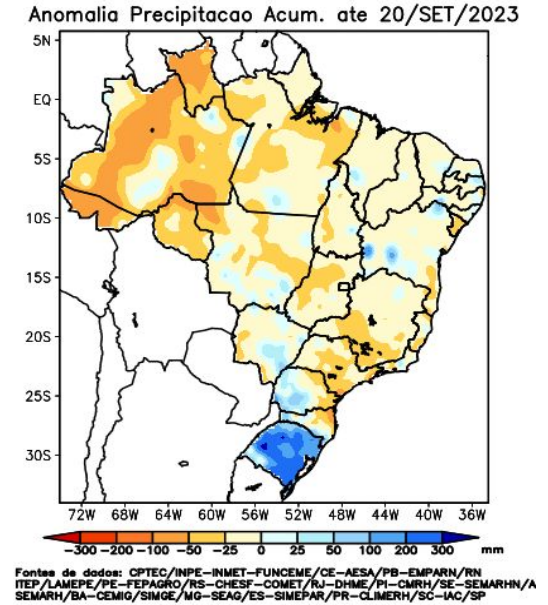 Anomalia Precipitacao Acum. ate 20/SET/2023
5N
EQ
5S
10S
15S
20S
25S
30S
72W 68W 64W 60W 56W 52W 48W 44W 40W 36W
-300 -200 -100 -50 -25 0 25 50 100 200 300 mm
Fontes de dados: CPTEC/INPE-INMET-FUNCEME/CE-AESA/PB-EMPARN/RN
ITEP/LAMEPE/PE-FEPAGRO/RS-CHESF-COMET/RJ-DHME/PI-CMRH/SE-SEMARHN/A
SEMARH/BA-CEMIG/SIMGE/MG-SEAG/ES-SIMEPAR/PR-CLIMERH/SC-IAC/SP